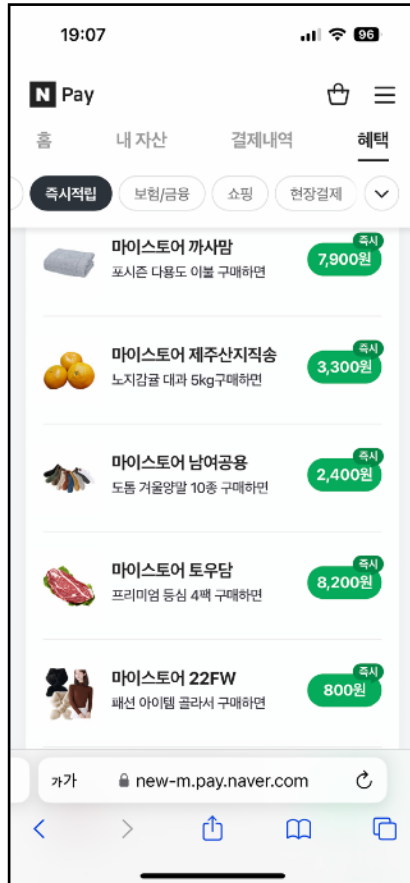 19:07
96
N Pay
홈
내 자산
결제내역
혜택
즉시적립
보험/금융
쇼핑
현장결제
마이스토어 까사맘
포시즌 다용도 이불 구매하면
즉시
7,900원
마이스토어 제주산지직송
노지감귤 대과 5kg구매하면
즉시
3,300원
마이스토어 남여공용
도톰 겨울양말 10종 구매하면
즉시
2,400원
마이스토어 토우담
프리미엄 등심 4팩 구매하면
즉시
8,200원
마이스토어 22FW
패션 아이템 골라서 구매하면
즉시
800원
가가
new-m.pay.naver.com